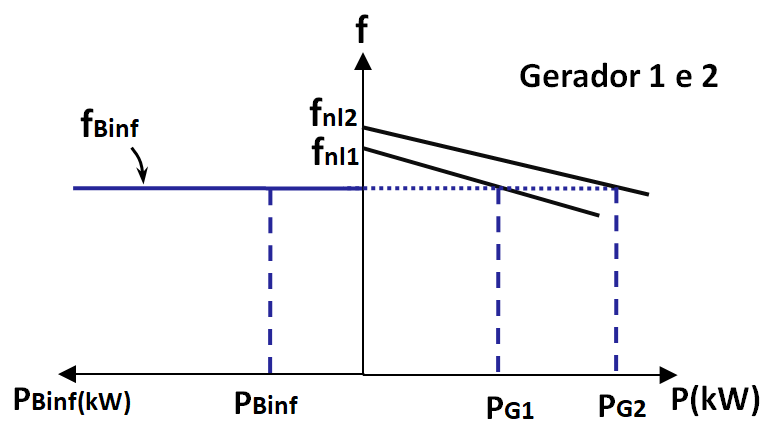 f
Gerador 1 e 2
fnl2
fBinf
fnl1
PBinf(kW)
PBinf
PG1
PG2
P(kW)